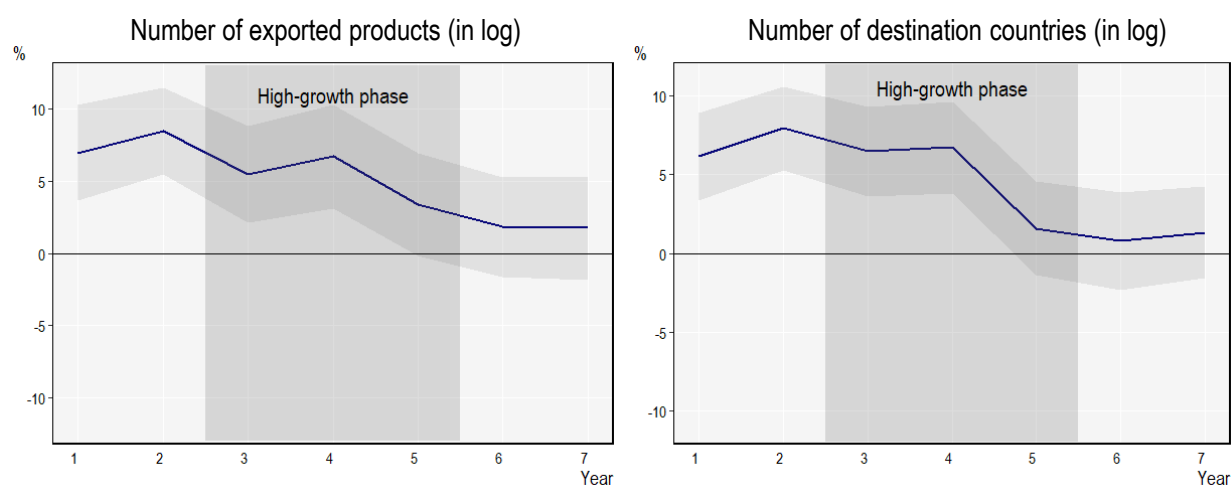 Number of exported products (in log)
%
High-growth phase
10
5
0
-5
-10
1 2 3 4 5 6 7
Year
Number of destination countries (in log)
%
High-growth phase
10
5
0
-5
-10
1 2 3 4 5 6 7
Year